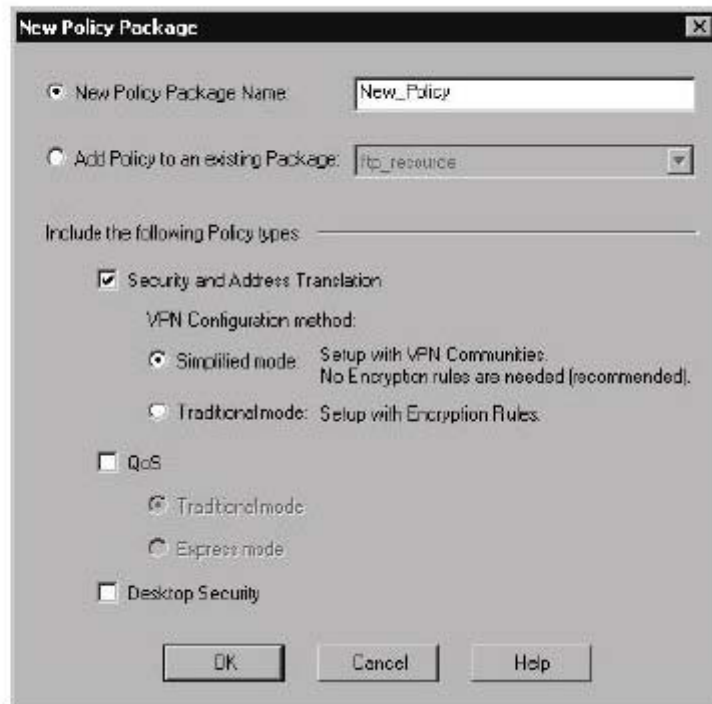 New Policy Package
New Policy Package Name: New_Policy
Add Policy to an existing Package: ftp_resource
Include the following Policy types
Security and Address Translation
VPN Configuration method:
Simplified mode: Setup with VPN Communities.
No Encryption rules are needed (recommended).
Traditional mode: Setup with Encryption Rules.
QoS
Traditional mode
Express mode
Desktop Security
OK Cancel Help